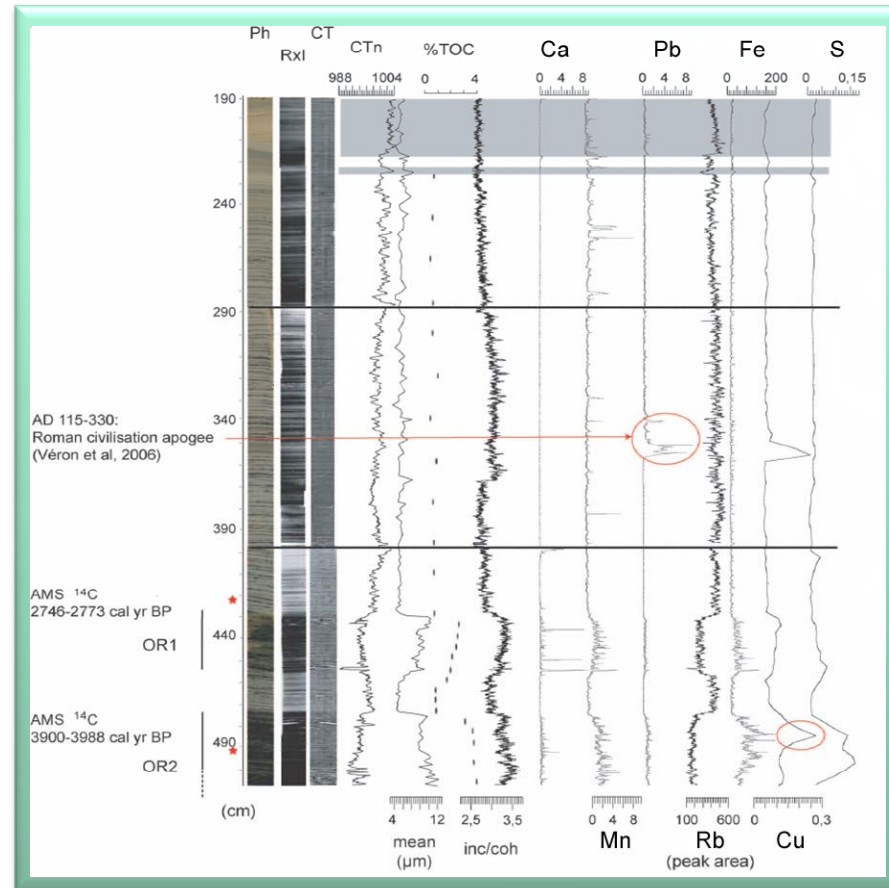 Ph
RxI
CT
CTn
%TOC
Ca
Pb
Fe
S
988 1004
0 4
0 4 8
0 4 8
0 200
0 0,15
190
240
290
340
390
440
490
(cm)
AD 115-330:
Roman civilisation apogee
(Véron et al, 2006)
AMS 14C
2746-2773 cal yr BP
OR1
AMS 14C
3900-3988 cal yr BP
OR2
4 12
2,5 3,5
0 4 8
100 600
0 0,3
mean
(µm)
inc/coh
Mn
Rb
(peak area)
Cu